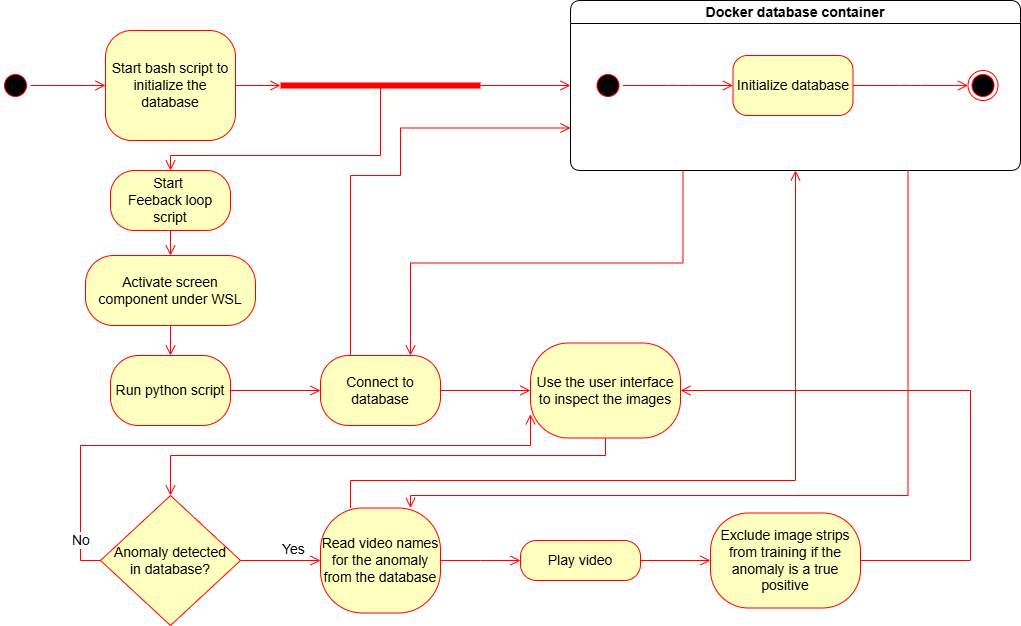 Docker database container
Start bash script to
initialize the
database
Initialize database
Start
Feeback loop
script
Activate screen
component under WSL
Run python script
Connect to
database
Use the user interface
to inspect the images
No
Anomaly detected
in database?
Yes
Read video names
for the anomaly
from the database
Play video
Exclude image strips
from training if the
anomaly is a true
positive